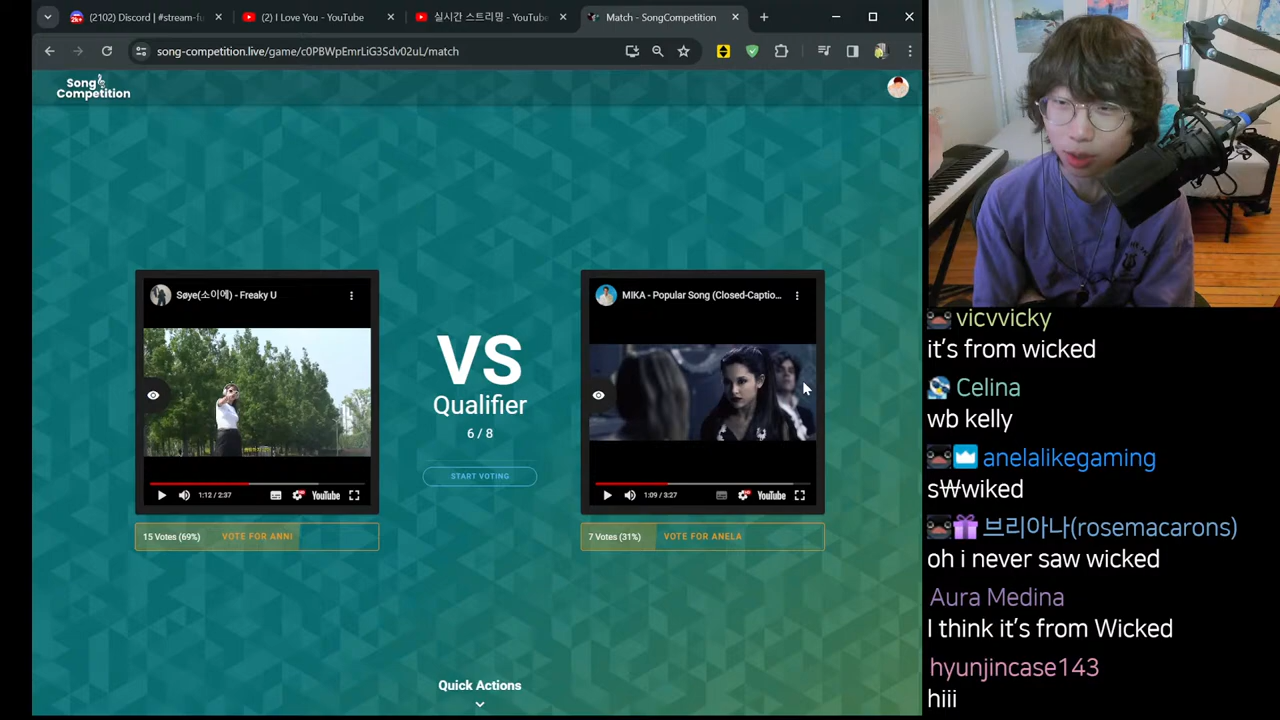 (2102) Discord | #stream-fu
(2) I Love You - YouTube
실시간 스트리밍 - YouTube
Match - SongCompetition
song-competition.live/game/c0PBWpEmrLiG3Sdv02uL/match
Song
Competition
Søye(소이에) - Freaky U
1:12 / 2:37
YouTube
15 Votes (69%) VOTE FOR ANNI
VS
Qualifier
6 / 8
START VOTING
MIKA - Popular Song (Closed-Captio...
1:09 / 3:27
YouTube
7 Votes (31%) VOTE FOR ANELA
Quick Actions
vicvvicky
it's from wicked
Celina
wb kelly
anelalikegaming
s₩wiked
브리아나(rosemacarons)
oh i never saw wicked
Aura Medina
I think it's from Wicked
hyunjincase143
hiii